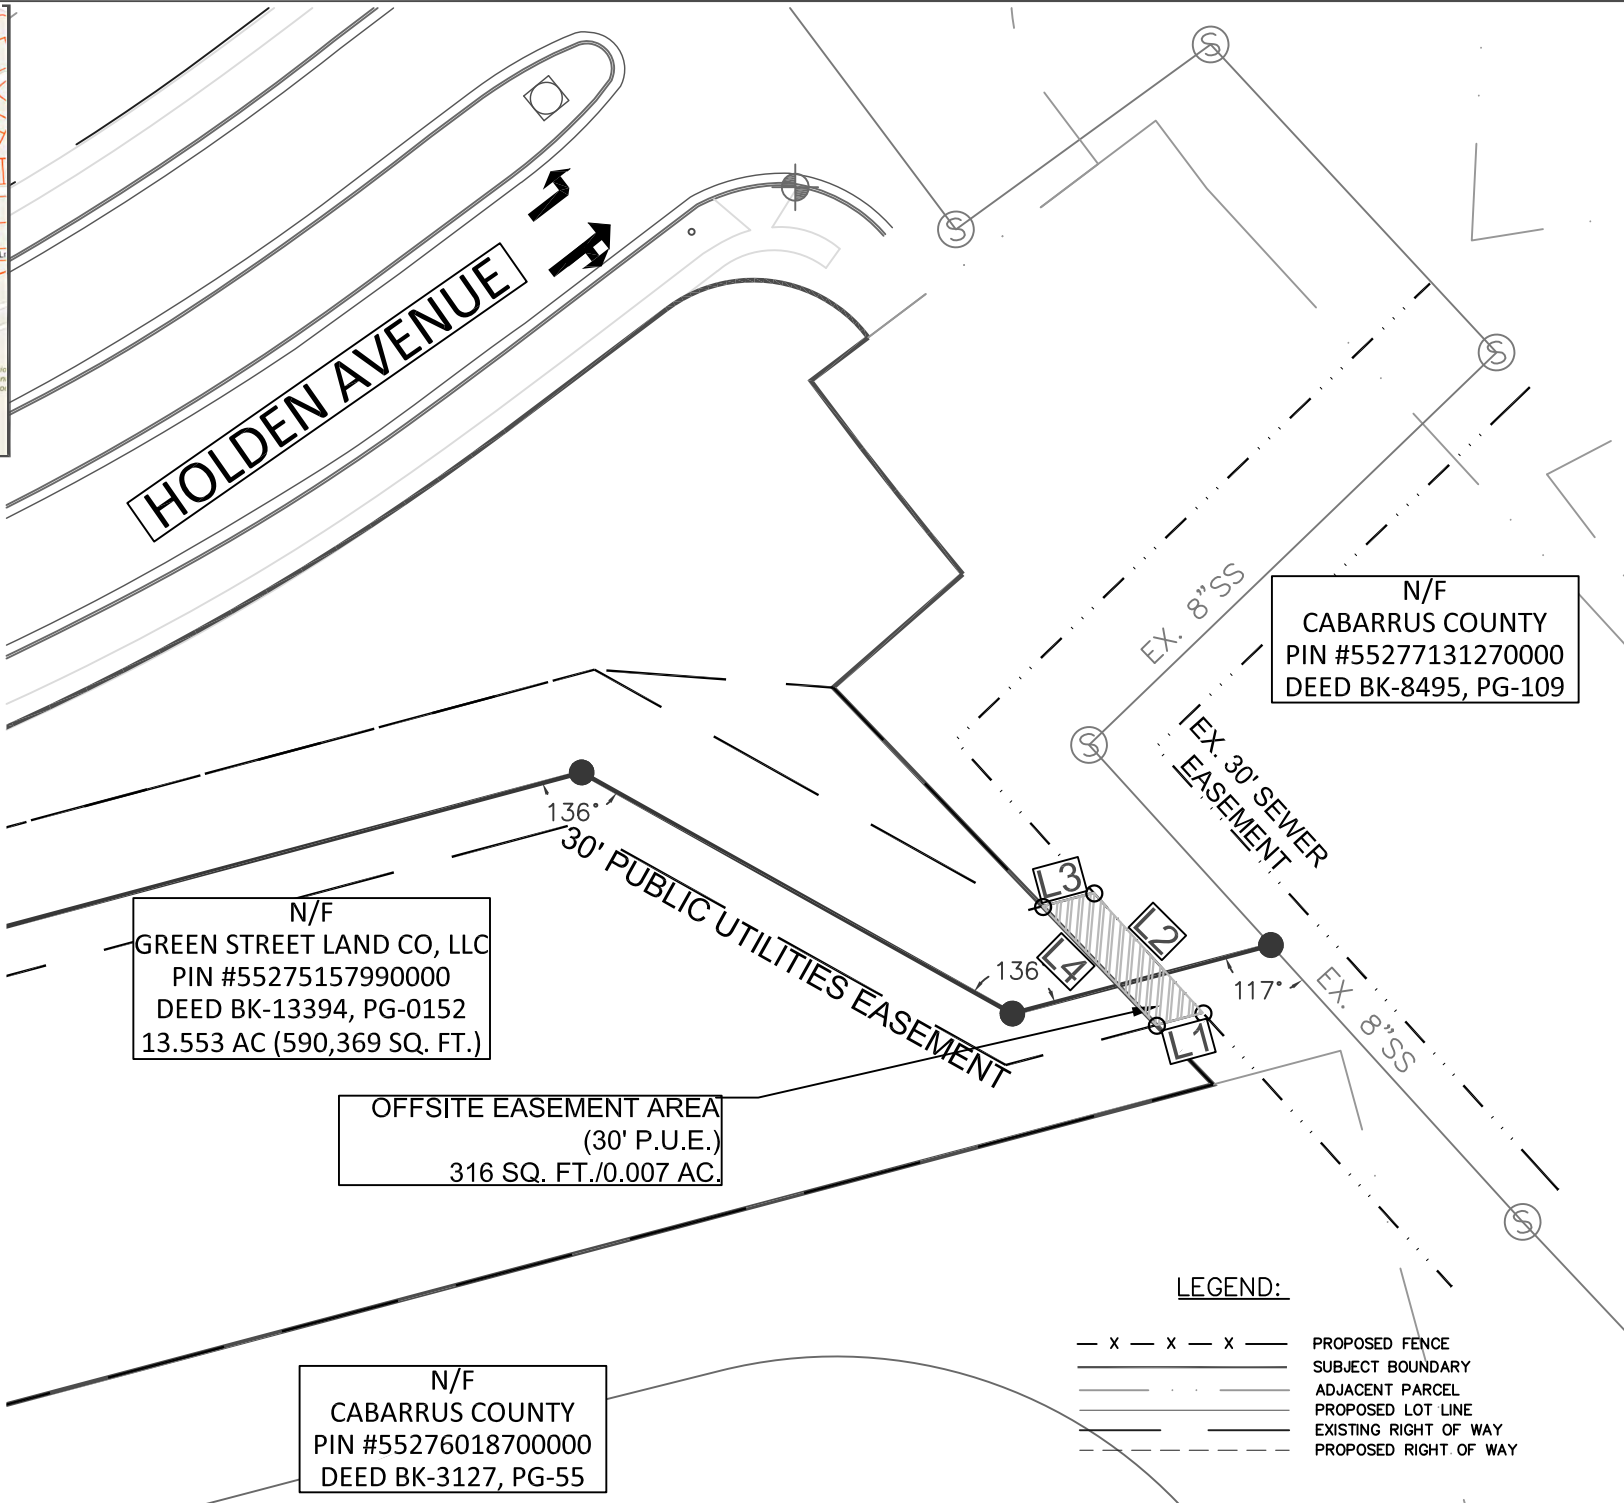 HOLDEN AVENUE
EX. 8"SS
N/F
CABARRUS COUNTY
PIN #55277131270000
DEED BK-8495, PG-109
EX. 30' SEWER
EASEMENT
136°
30' PUBLIC UTILITIES EASEMENT
L3
L2
L4
136
117°
L1
EX. 8"SS
N/F
GREEN STREET LAND CO, LLC
PIN #55275157990000
DEED BK-13394, PG-0152
13.553 AC (590,369 SQ. FT.)
OFFSITE EASEMENT AREA
(30' P.U.E.)
316 SQ. FT./0.007 AC.
N/F
CABARRUS COUNTY
PIN #55276018700000
DEED BK-3127, PG-55
LEGEND:
X X X PROPOSED FENCE
SUBJECT BOUNDARY
ADJACENT PARCEL
PROPOSED LOT LINE
EXISTING RIGHT OF WAY
PROPOSED RIGHT OF WAY
S
S
S
S
S